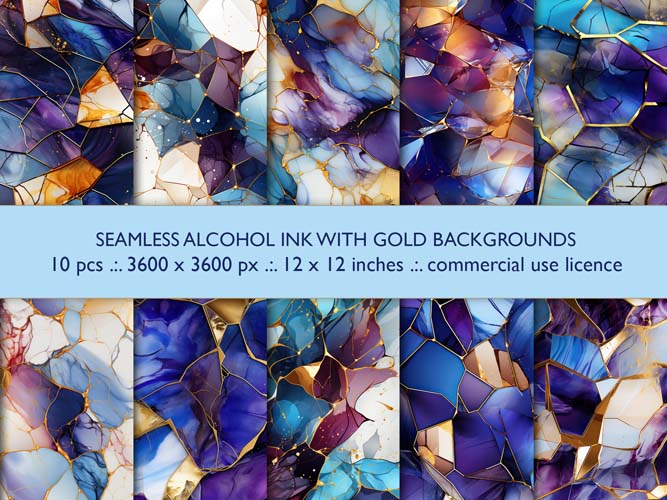 SEAMLESS ALCOHOL INK WITH GOLD BACKGROUNDS
10 pcs .:. 3600 x 3600 px .:. 12 x 12 inches .:. commercial use licence